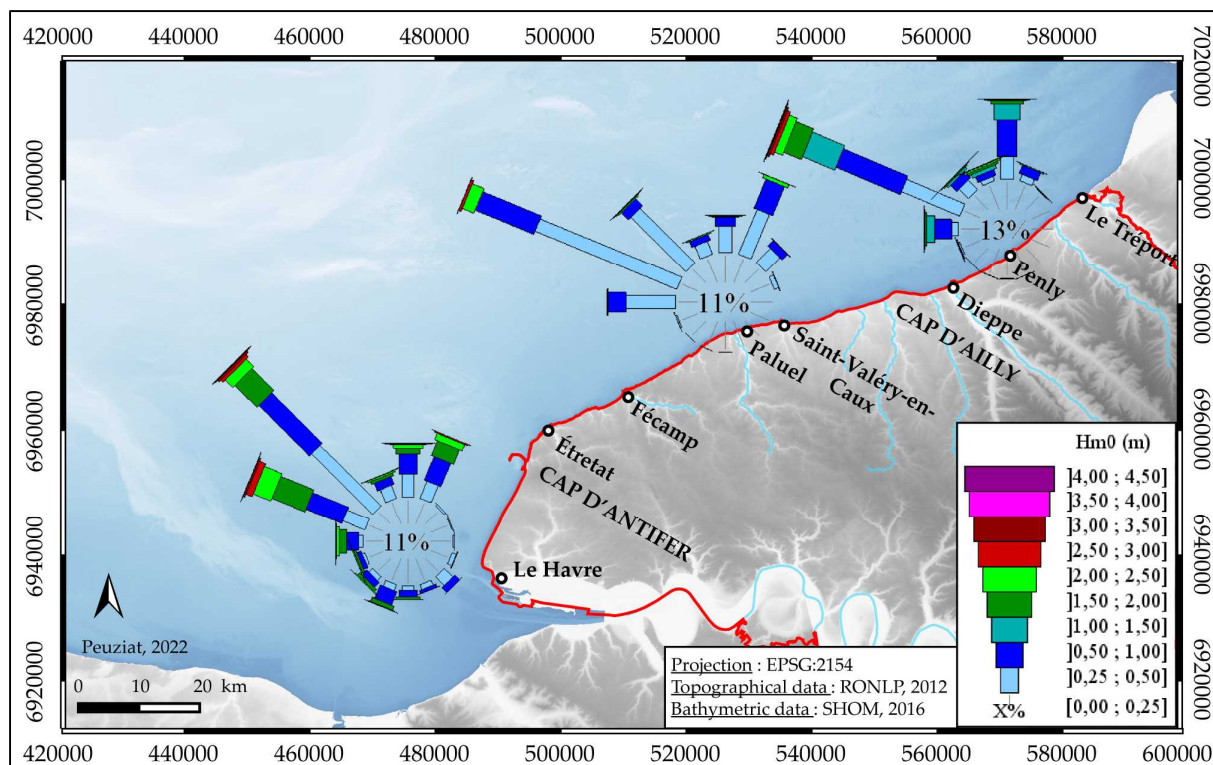 420000 440000 460000 480000 500000 520000 540000 560000 580000
7020000
7000000
7000000
13%
Le Tréport
Penly
11%
6980000
6980000
Dieppe
CAP D'AILLY
Saint-Valéry-en-
Caux
Paluel
Fécamp
6960000
6960000
Étretat
CAP D'ANTIFER
11%
6940000
6940000
Le Havre
Hm0 (m)
]4,00 ; 4,50]
]3,50 ; 4,00]
]3,00 ; 3,50]
]2,50 ; 3,00]
]2,00 ; 2,50]
]1,50 ; 2,00]
]1,00 ; 1,50]
]0,50 ; 1,00]
]0,25 ; 0,50]
X% [0,00 ; 0,25]
Peuziat, 2022
0 10 20 km
Projection : EPSG:2154
Topographical data : RONLP, 2012
Bathymetric data : SHOM, 2016
6920000
6920000
420000 440000 460000 480000 500000 520000 540000 560000 580000 600000